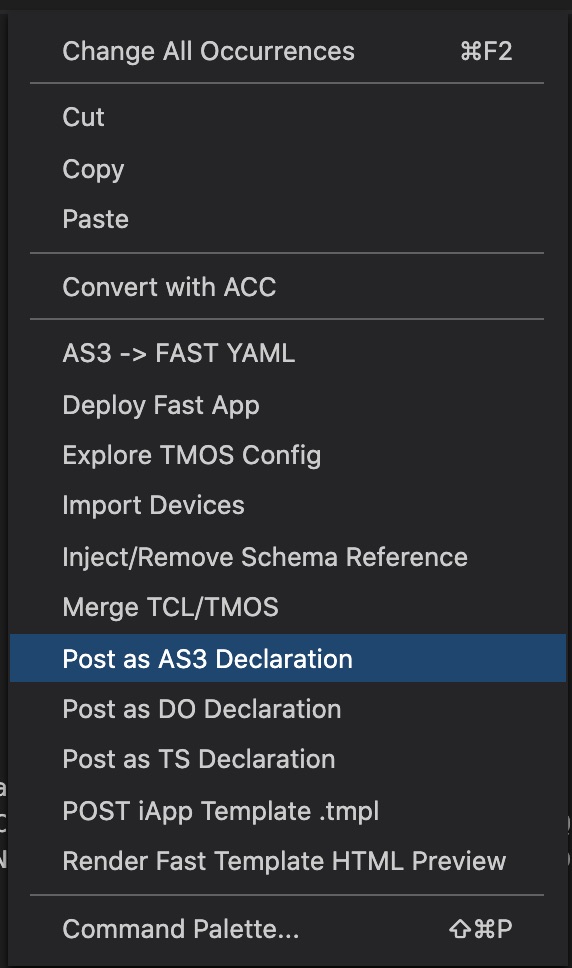 Change All Occurrences ⌘F2
Cut
Copy
Paste
Convert with ACC
AS3 -> FAST YAML
Deploy Fast App
Explore TMOS Config
Import Devices
Inject/Remove Schema Reference
Merge TCL/TMOS
Post as AS3 Declaration
Post as DO Declaration
Post as TS Declaration
POST iApp Template .tmpl
Render Fast Template HTML Preview
Command Palette... ⇧⌘P